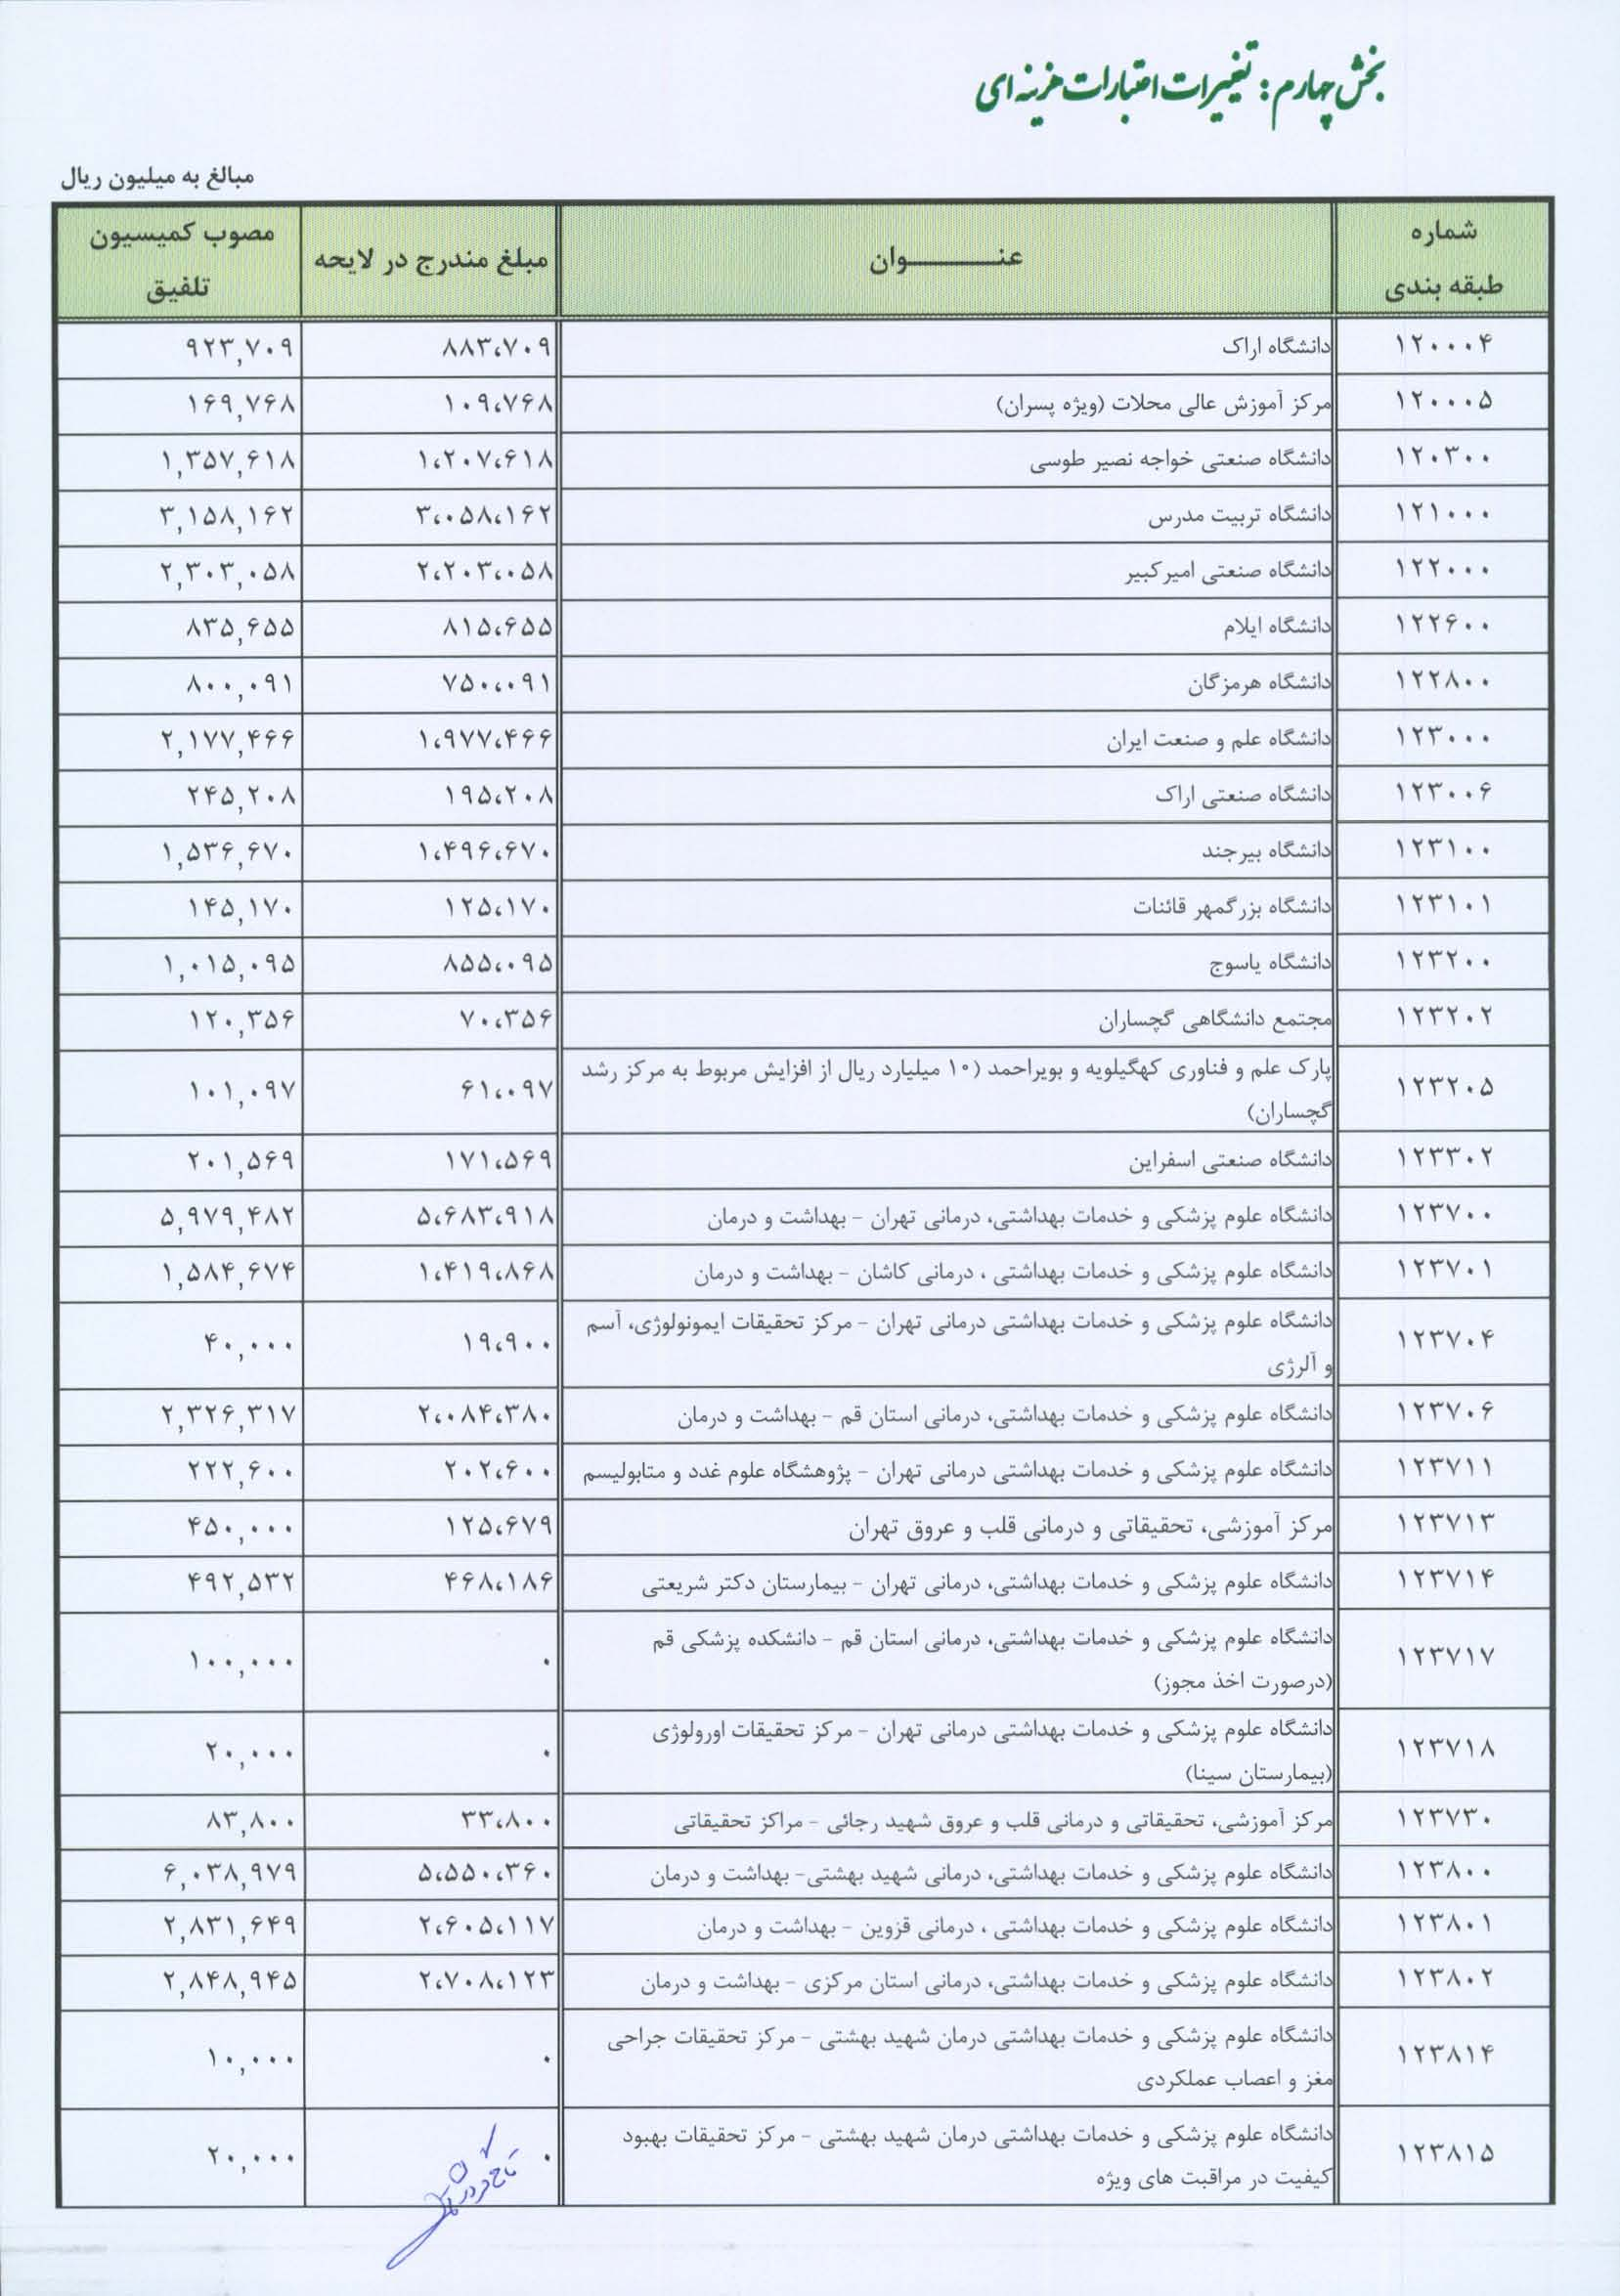 بخش چهارم: تغییرات اعتبارات هزینه ای
مبالغ به میلیون ریال
شماره طبقه بندی	عنـــــــوان	مبلغ مندرج در لایحه	مصوب کمیسیون تلفیق
۱۲۰۰۰۴	دانشگاه اراک	۸۸۳،۷۰۹	۹۲۳,۷۰۹
۱۲۰۰۰۵	مرکز آموزش عالی محلات (ویژه پسران)	۱۰۹،۷۶۸	۱۶۹,۷۶۸
۱۲۰۳۰۰	دانشگاه صنعتی خواجه نصیر طوسی	۱،۲۰۷،۶۱۸	۱,۳۵۷,۶۱۸
۱۲۱۰۰۰	دانشگاه تربیت مدرس	۳،۰۵۸،۱۶۲	۳,۱۵۸,۱۶۲
۱۲۲۰۰۰	دانشگاه صنعتی امیرکبیر	۲،۲۰۳،۰۵۸	۲,۳۰۳,۰۵۸
۱۲۲۶۰۰	دانشگاه ایلام	۸۱۵،۶۵۵	۸۳۵,۶۵۵
۱۲۲۸۰۰	دانشگاه هرمزگان	۷۵۰،۰۹۱	۸۰۰,۰۹۱
۱۲۳۰۰۰	دانشگاه علم و صنعت ایران	۱،۹۷۷،۴۶۶	۲,۱۷۷,۴۶۶
۱۲۳۰۰۶	دانشگاه صنعتی اراک	۱۹۵،۲۰۸	۲۴۵,۲۰۸
۱۲۳۱۰۰	دانشگاه بیرجند	۱،۴۹۶،۶۷۰	۱,۵۳۶,۶۷۰
۱۲۳۱۰۱	دانشگاه بزرگمهر قائنات	۱۲۵،۱۷۰	۱۴۵,۱۷۰
۱۲۳۲۰۰	دانشگاه یاسوج	۸۵۵،۰۹۵	۱,۰۱۵,۰۹۵
۱۲۳۲۰۲	مجتمع دانشگاهی گچساران	۷۰،۳۵۶	۱۲۰,۳۵۶
۱۲۳۲۰۵	پارک علم و فناوری کهگیلویه و بویراحمد (۱۰ میلیارد ریال از افزایش مربوط به مرکز رشد
گچساران)	۶۱،۰۹۷	۱۰۱,۰۹۷
۱۲۳۳۰۲	دانشگاه صنعتی اسفراین	۱۷۱،۵۶۹	۲۰۱,۵۶۹
۱۲۳۷۰۰	دانشگاه علوم پزشکی و خدمات بهداشتی، درمانی تهران - بهداشت و درمان	۵،۶۸۳،۹۱۸	۵,۹۷۹,۴۸۲
۱۲۳۷۰۱	دانشگاه علوم پزشکی و خدمات بهداشتی ، درمانی کاشان - بهداشت و درمان	۱،۴۱۹،۸۶۸	۱,۵۸۴,۶۷۴
۱۲۳۷۰۴	دانشگاه علوم پزشکی و خدمات بهداشتی درمانی تهران - مرکز تحقیقات ایمونولوژی، آسم
و آلرژی	۱۹،۹۰۰	۴۰,۰۰۰
۱۲۳۷۰۶	دانشگاه علوم پزشکی و خدمات بهداشتی، درمانی استان قم - بهداشت و درمان	۲،۰۸۴،۳۸۰	۲,۳۲۶,۳۱۷
۱۲۳۷۱۱	دانشگاه علوم پزشکی و خدمات بهداشتی درمانی تهران - پژوهشگاه علوم غدد و متابولیسم	۲۰۲،۶۰۰	۲۲۲,۶۰۰
۱۲۳۷۱۳	مرکز آموزشی، تحقیقاتی و درمانی قلب و عروق تهران	۱۲۵،۶۷۹	۴۵۰,۰۰۰
۱۲۳۷۱۴	دانشگاه علوم پزشکی و خدمات بهداشتی، درمانی تهران - بیمارستان دکتر شریعتی	۴۶۸،۱۸۶	۴۹۲,۵۳۲
۱۲۳۷۱۷	دانشگاه علوم پزشکی و خدمات بهداشتی، درمانی استان قم - دانشکده پزشکی قم
(درصورت اخذ مجوز)	۰	۱۰۰,۰۰۰
۱۲۳۷۱۸	دانشگاه علوم پزشکی و خدمات بهداشتی درمانی تهران - مرکز تحقیقات اورولوژی
(بیمارستان سینا)	۰	۲۰,۰۰۰
۱۲۳۷۳۰	مرکز آموزشی، تحقیقاتی و درمانی قلب و عروق شهید رجائی - مراکز تحقیقاتی	۳۳،۸۰۰	۸۳,۸۰۰
۱۲۳۸۰۰	دانشگاه علوم پزشکی و خدمات بهداشتی، درمانی شهید بهشتی- بهداشت و درمان	۵،۵۵۰،۳۶۰	۶,۰۳۸,۹۷۹
۱۲۳۸۰۱	دانشگاه علوم پزشکی و خدمات بهداشتی ، درمانی قزوین - بهداشت و درمان	۲،۶۰۵،۱۱۷	۲,۸۳۱,۶۴۹
۱۲۳۸۰۲	دانشگاه علوم پزشکی و خدمات بهداشتی، درمانی استان مرکزی - بهداشت و درمان	۲،۷۰۸،۱۲۳	۲,۸۴۸,۹۴۵
۱۲۳۸۱۴	دانشگاه علوم پزشکی و خدمات بهداشتی درمان شهید بهشتی - مرکز تحقیقات جراحی
مغز و اعصاب عملکردی	۰	۱۰,۰۰۰
۱۲۳۸۱۵	دانشگاه علوم پزشکی و خدمات بهداشتی درمان شهید بهشتی - مرکز تحقیقات بهبود
کیفیت در مراقبت های ویژه	۰	۲۰,۰۰۰